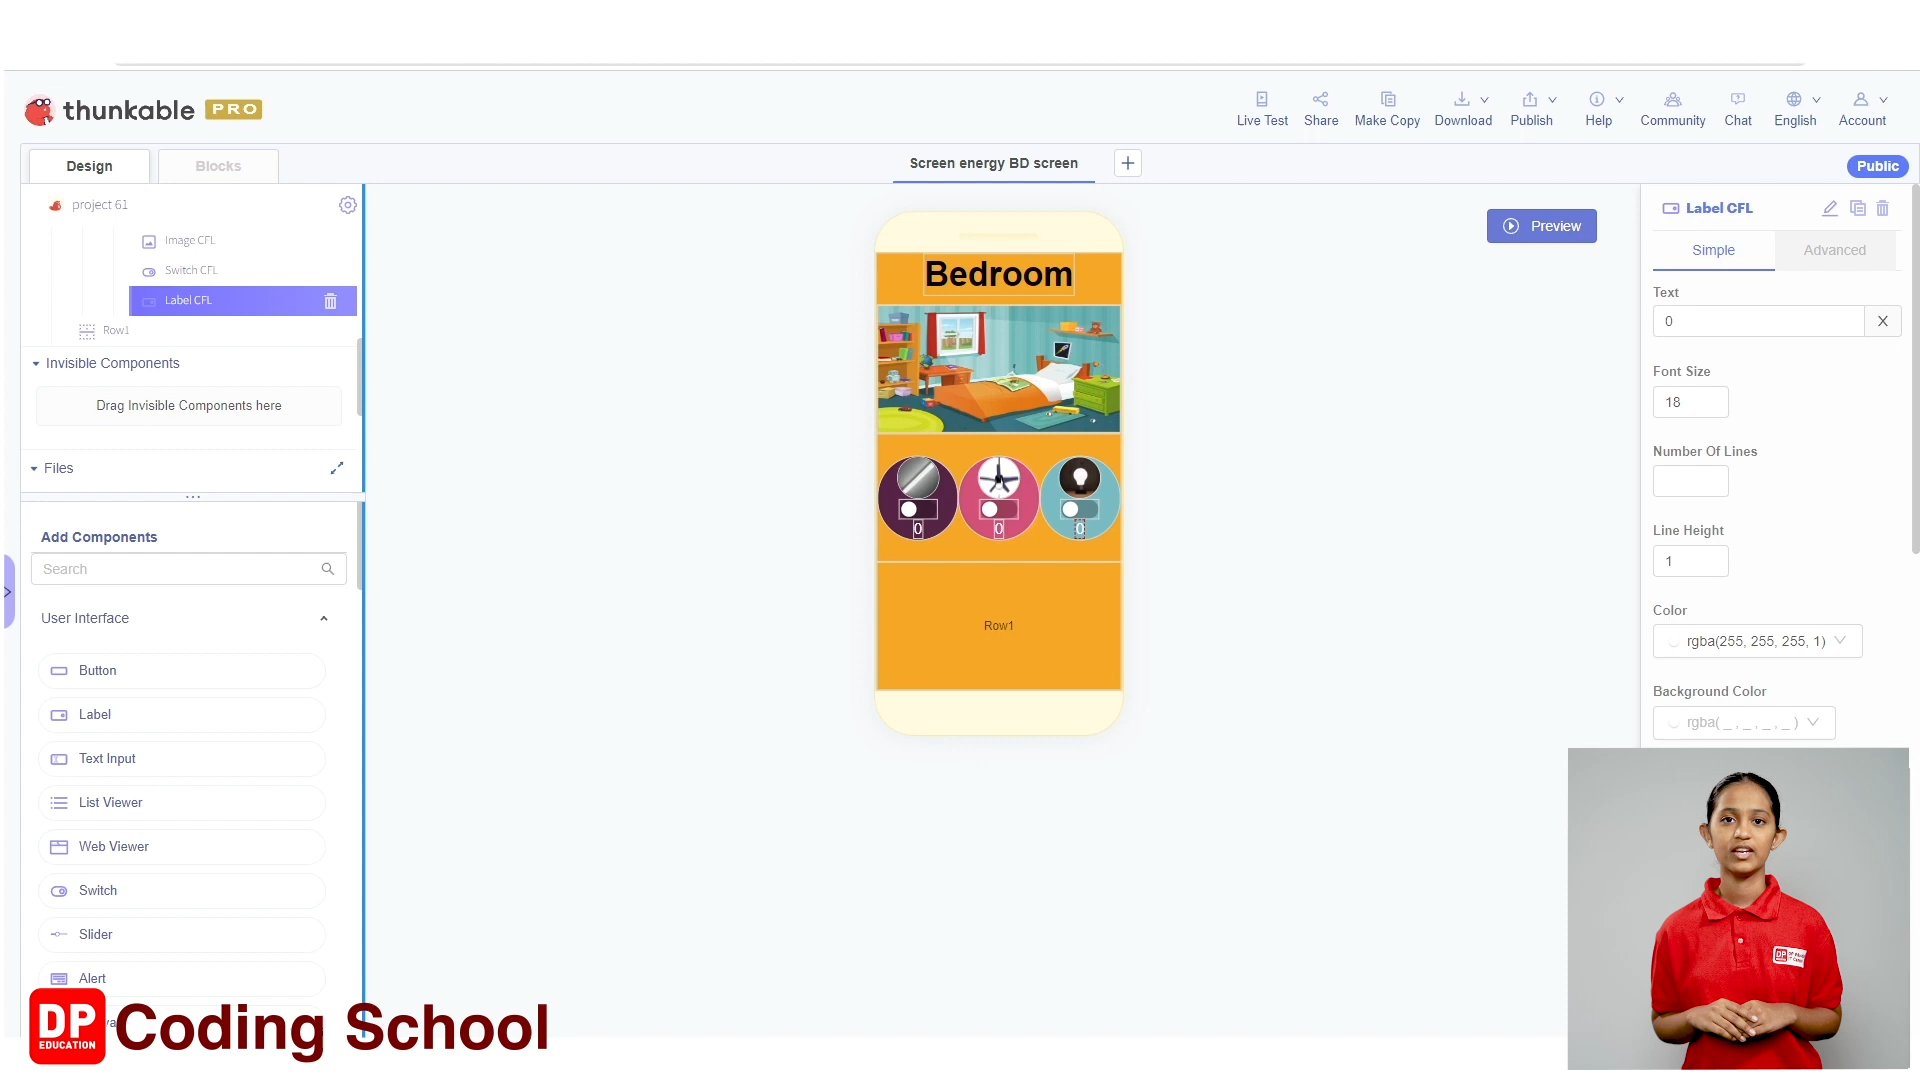 thunkable PRO
Live Test
Share
Make Copy
Download
Publish
Help
Community
Chat
English
Account
Design
Blocks
Screen energy BD screen
Public
project 61
Image CFL
Switch CFL
Label CFL
Row1
Invisible Components
Drag Invisible Components here
Files
Add Components
Search
User Interface
Button
Label
Text Input
List Viewer
Web Viewer
Switch
Slider
Alert
Preview
Bedroom
0
0
0
Row1
Label CFL
Simple
Advanced
Text
0
X
Font Size
18
Number Of Lines
Line Height
1
Color
rgba(255, 255, 255, 1)
Background Color
rgba( _ , _ , _ , _ )
DP
EDUCATION
Coding School